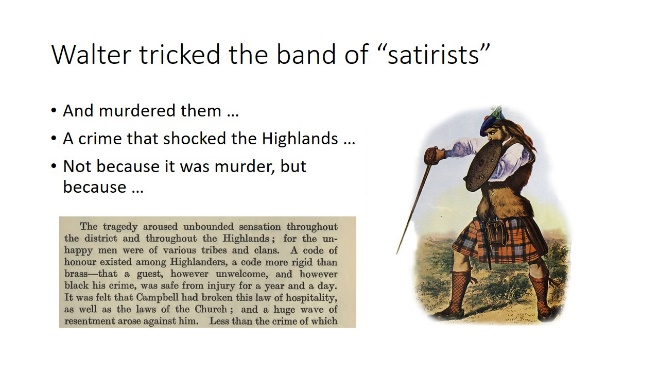 Walter tricked the band of “satirists”
• And murdered them …
• A crime that shocked the Highlands …
• Not because it was murder, but
because …
The tragedy aroused unbounded sensation throughout
the district and throughout the Highlands; for the un-
happy men were of various tribes and clans. A code of
honour existed among Highlanders, a code more rigid than
brass—that a guest, however unwelcome, and however
black his crime, was safe from injury for a year and a day.
It was felt that Campbell had broken this law of hospitality,
as well as the laws of the Church; and a huge wave of
resentment arose against him. Less than the crime of which